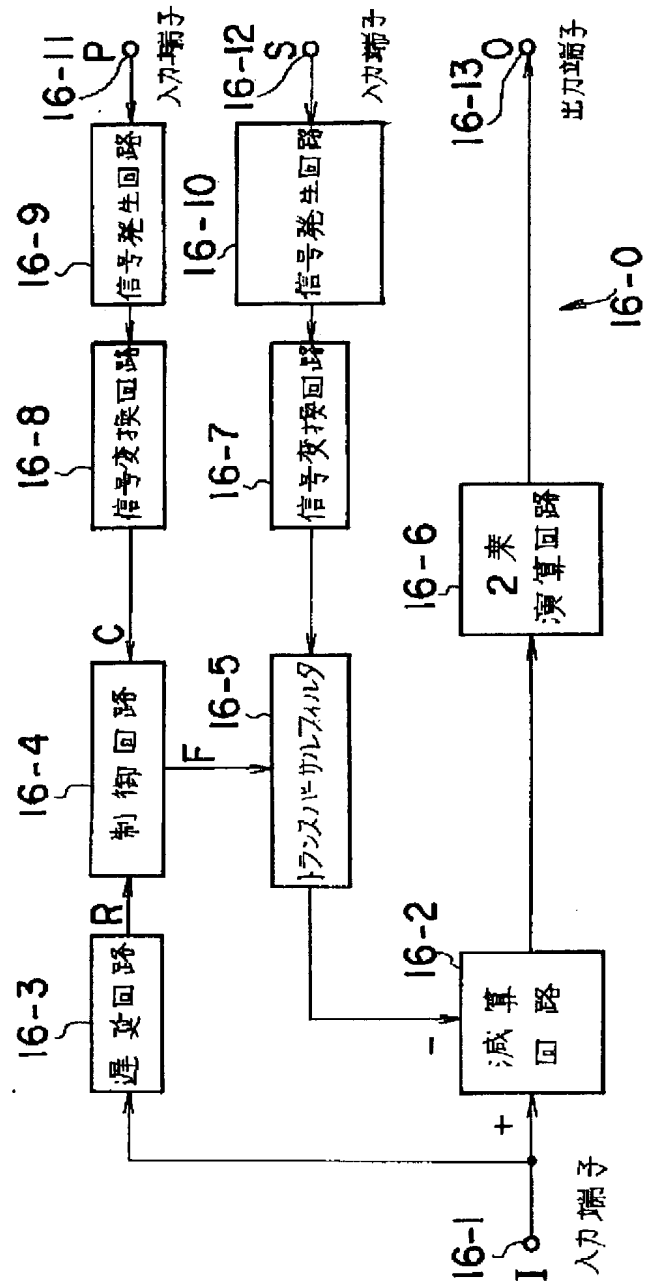 16-11
P
入力端子
16-9
信号発生回路
16-8
信号変換回路
C
16-4
制御回路
R
16-3
遅延回路
F
16-12
S
入力端子
16-10
信号発生回路
16-7
信号変換回路
16-5
トランスバーサルフィルタ
16-13
O
出力端子
16-6
2乗
演算回路
16-2
減算
回路
-
+
16-1
I
入力端子
16-0